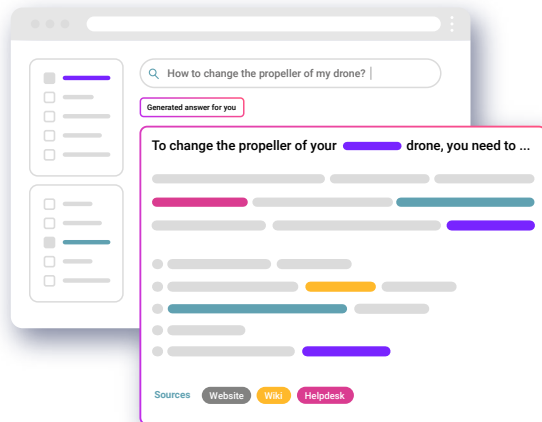 How to change the propeller of my drone?
Generated answer for you
To change the propeller of your drone, you need to ...
Sources Website Wiki Helpdesk